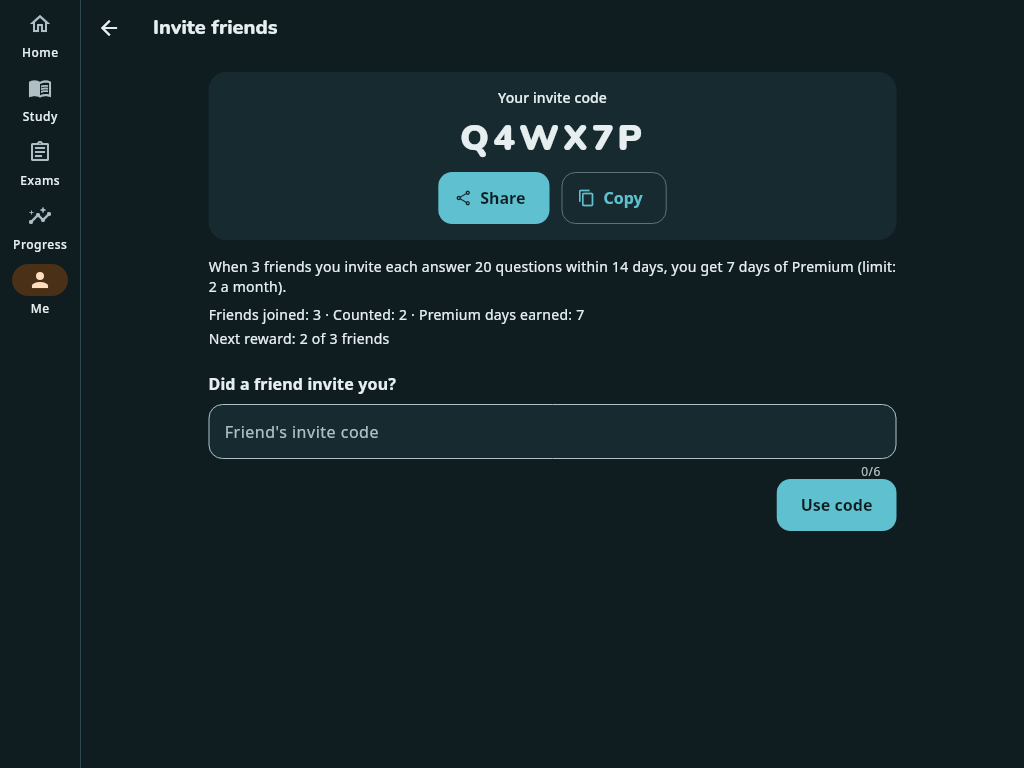 Home
Study
Exams
Progress
Me
Invite friends
Your invite code
Q4WX7P
Share
Copy
When 3 friends you invite each answer 20 questions within 14 days, you get 7 days of Premium (limit:
2 a month).
Friends joined: 3 · Counted: 2 · Premium days earned: 7
Next reward: 2 of 3 friends
Did a friend invite you?
Friend's invite code
0/6
Use code